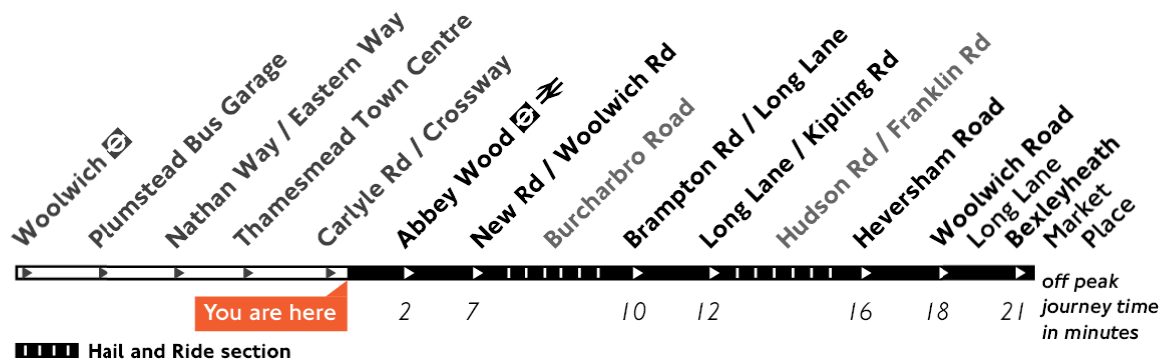 Woolwich
Plumstead Bus Garage
Nathan Way / Eastern Way
Thamesmead Town Centre
Carlyle Rd / Crossway
Abbey Wood
New Rd / Woolwich Rd
Burcharbro Road
Brampton Rd / Long Lane
Long Lane / Kipling Rd
Hudson Rd / Franklin Rd
Heversham Road
Woolwich Road
Long Lane
Bexleyheath
Market
Place
You are here
2 7 10 12 16 18 21
off peak
journey time
in minutes
Hail and Ride section